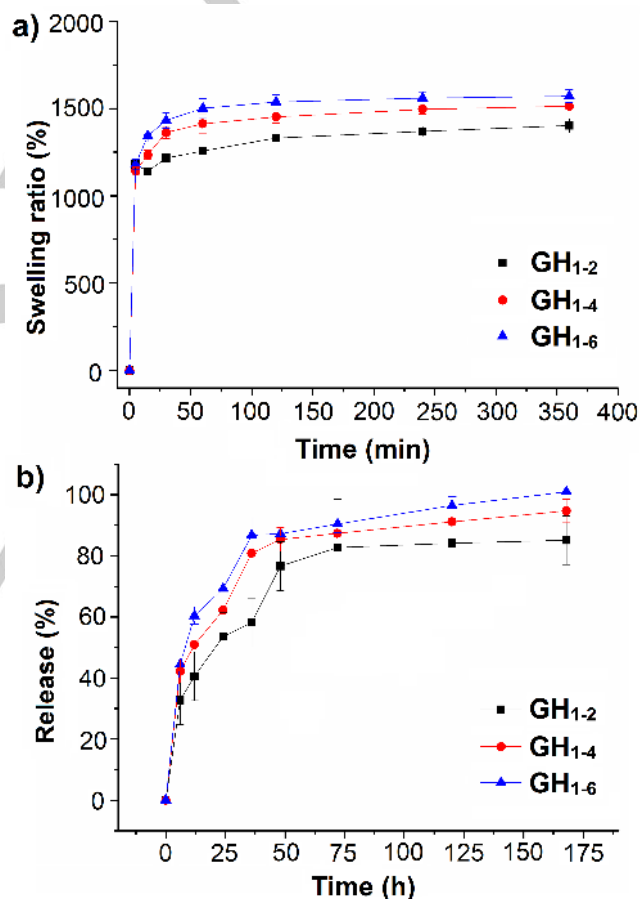 a)
2000
1500
1000
500
0
Swelling ratio (%)
GH1-2
GH1-4
GH1-6
0 50 100 150 200 250 300 350 400
Time (min)
b)
100
80
60
40
20
0
Release (%)
GH1-2
GH1-4
GH1-6
0 25 50 75 100 125 150 175
Time (h)